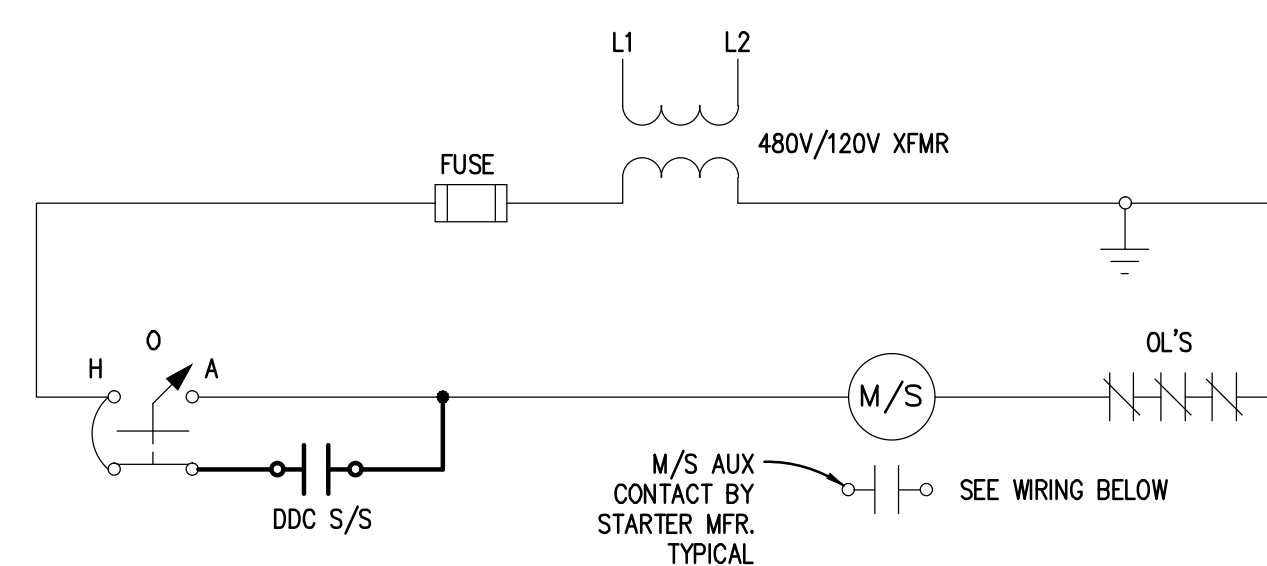 L1
L2
480V/120V XFMR
FUSE
O
H
A
OL'S
M/S
DDC S/S
M/S AUX
CONTACT BY
STARTER MFR.
TYPICAL
SEE WIRING BELOW